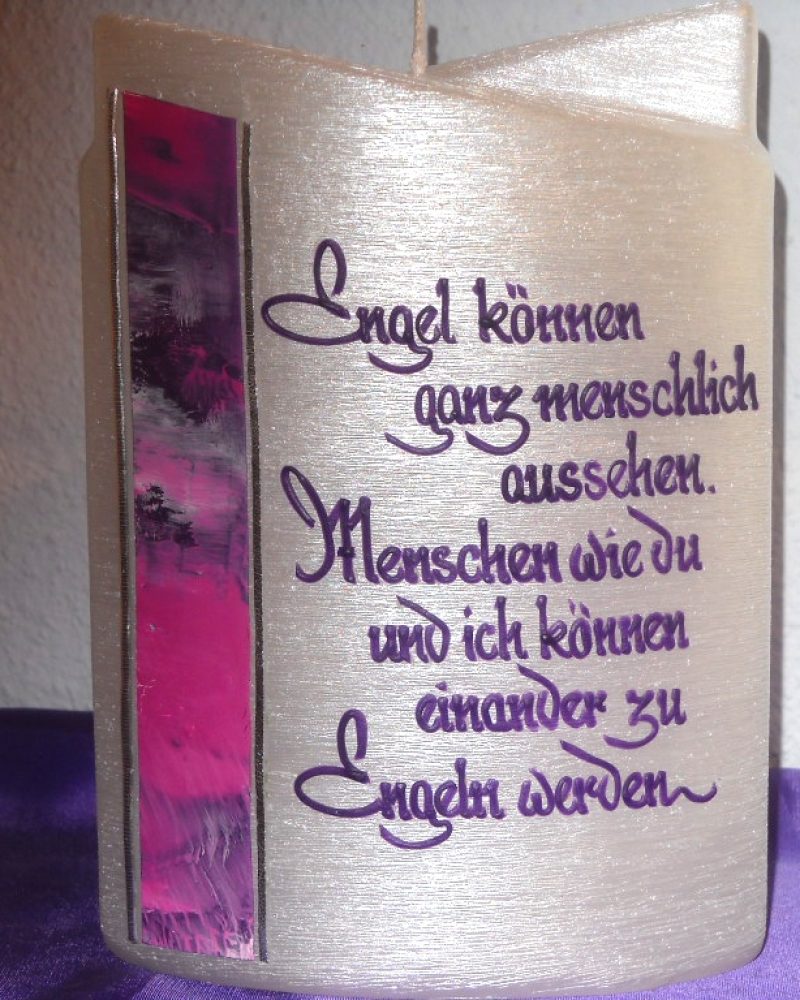 Engel können
ganz menschlich
aussehen.
Menschen wie du
und ich können
einander zu
Engeln werden